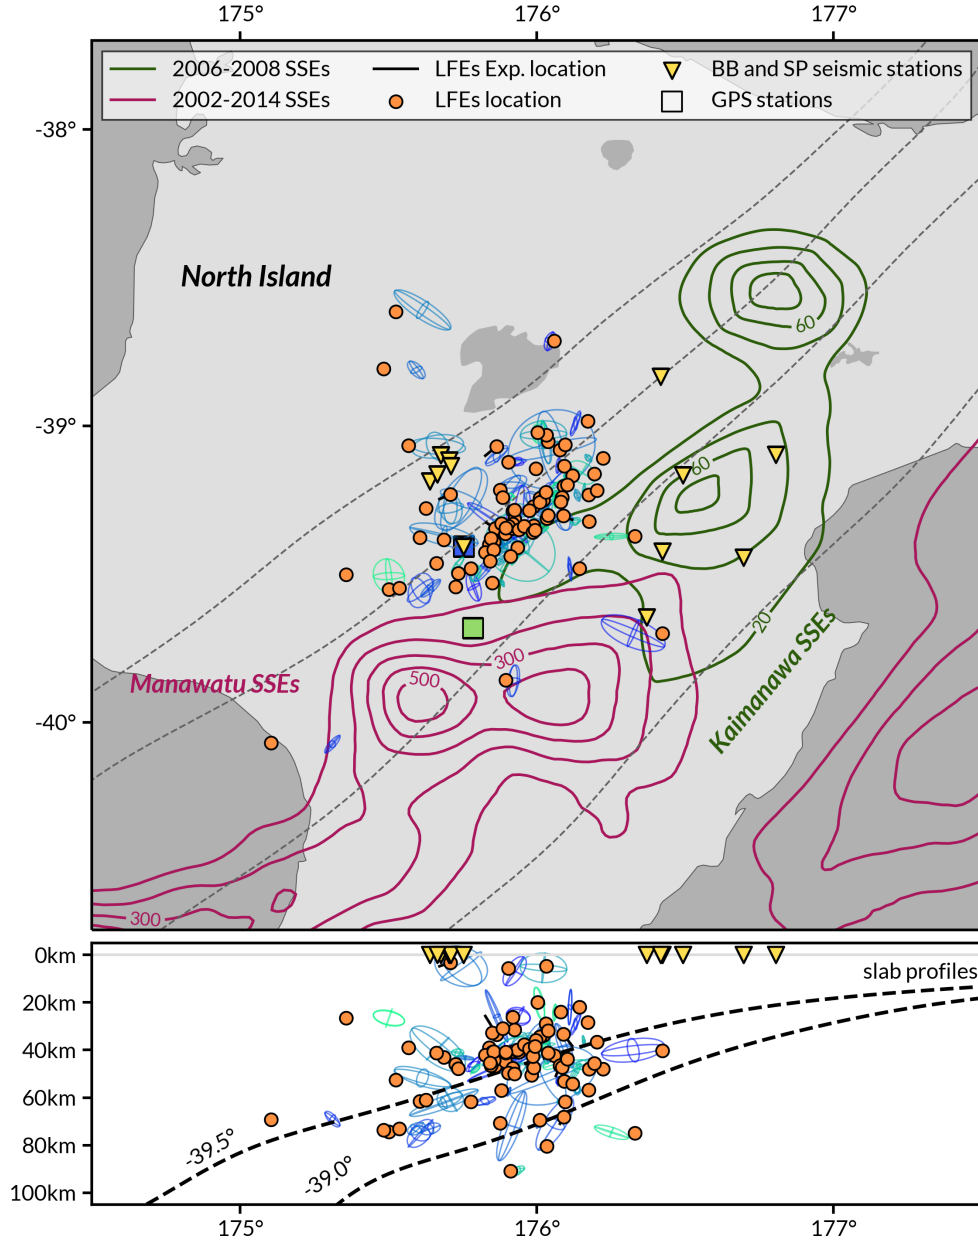 175° 176° 177°
2006-2008 SSEs LFEs Exp. location BB and SP seismic stations
2002-2014 SSEs LFEs location GPS stations
-38°
North Island
60
-39°
60
20
300
500
Manawatu SSEs
Kaimanawa SSEs
-40°
300
0km
slab profiles
20km
40km
60km
80km
-39.5°
-39.0°
100km
175° 176° 177°